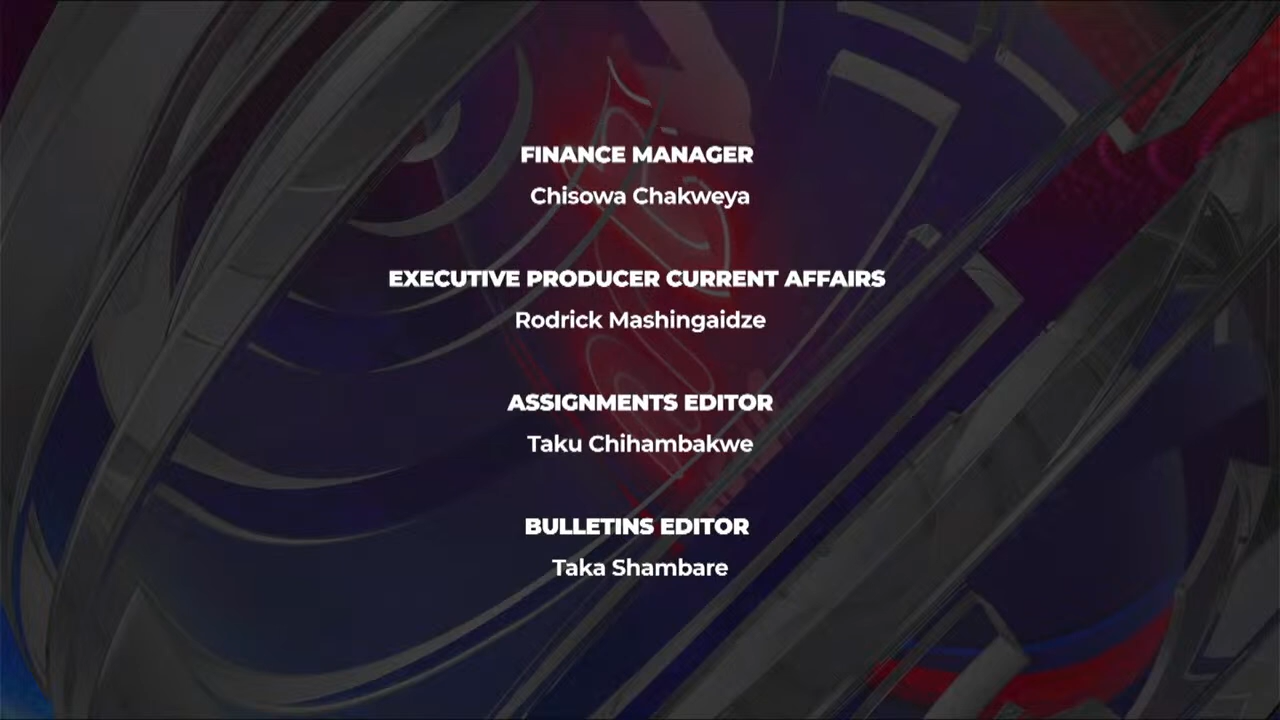 FINANCE MANAGER
Chisowa Chakweya
EXECUTIVE PRODUCER CURRENT AFFAIRS
Rodrick Mashingaidze
ASSIGNMENTS EDITOR
Taku Chihambakwe
BULLETINS EDITOR
Taka Shambare